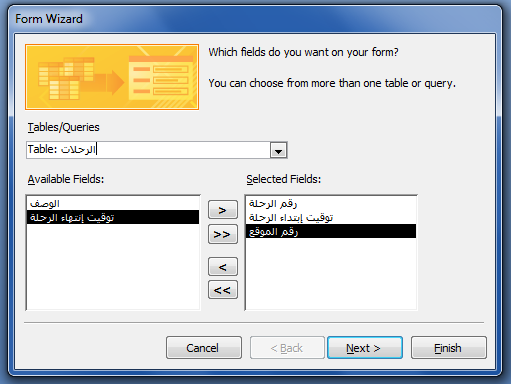 Form Wizard
Which fields do you want on your form?
You can choose from more than one table or query.
Tables/Queries
Table: الرحلات
Available Fields:
الوصف
توقيت إنتهاء الرحلة
>
>>
<
<<
Selected Fields:
رقم الرحلة
توقيت إبتداء الرحلة
رقم الموقع
Cancel
< Back
Next >
Finish